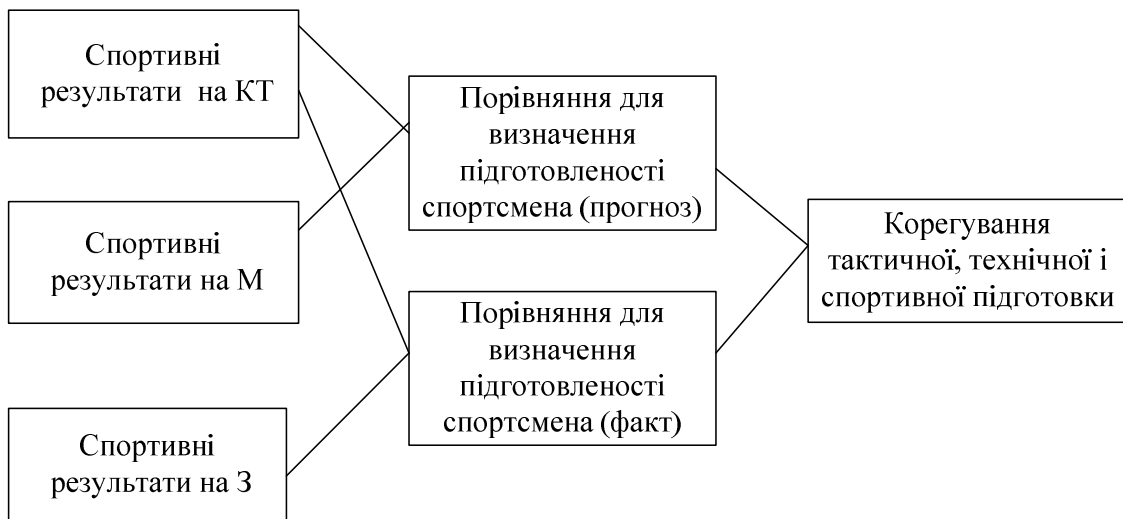 Спортивні
результати на КТ
Спортивні
результати на М
Спортивні
результати на З
Порівняння для
визначення
підготовленості
спортсмена (прогноз)
Порівняння для
визначення
підготовленості
спортсмена (факт)
Корегування
тактичної, технічної і
спортивної підготовки